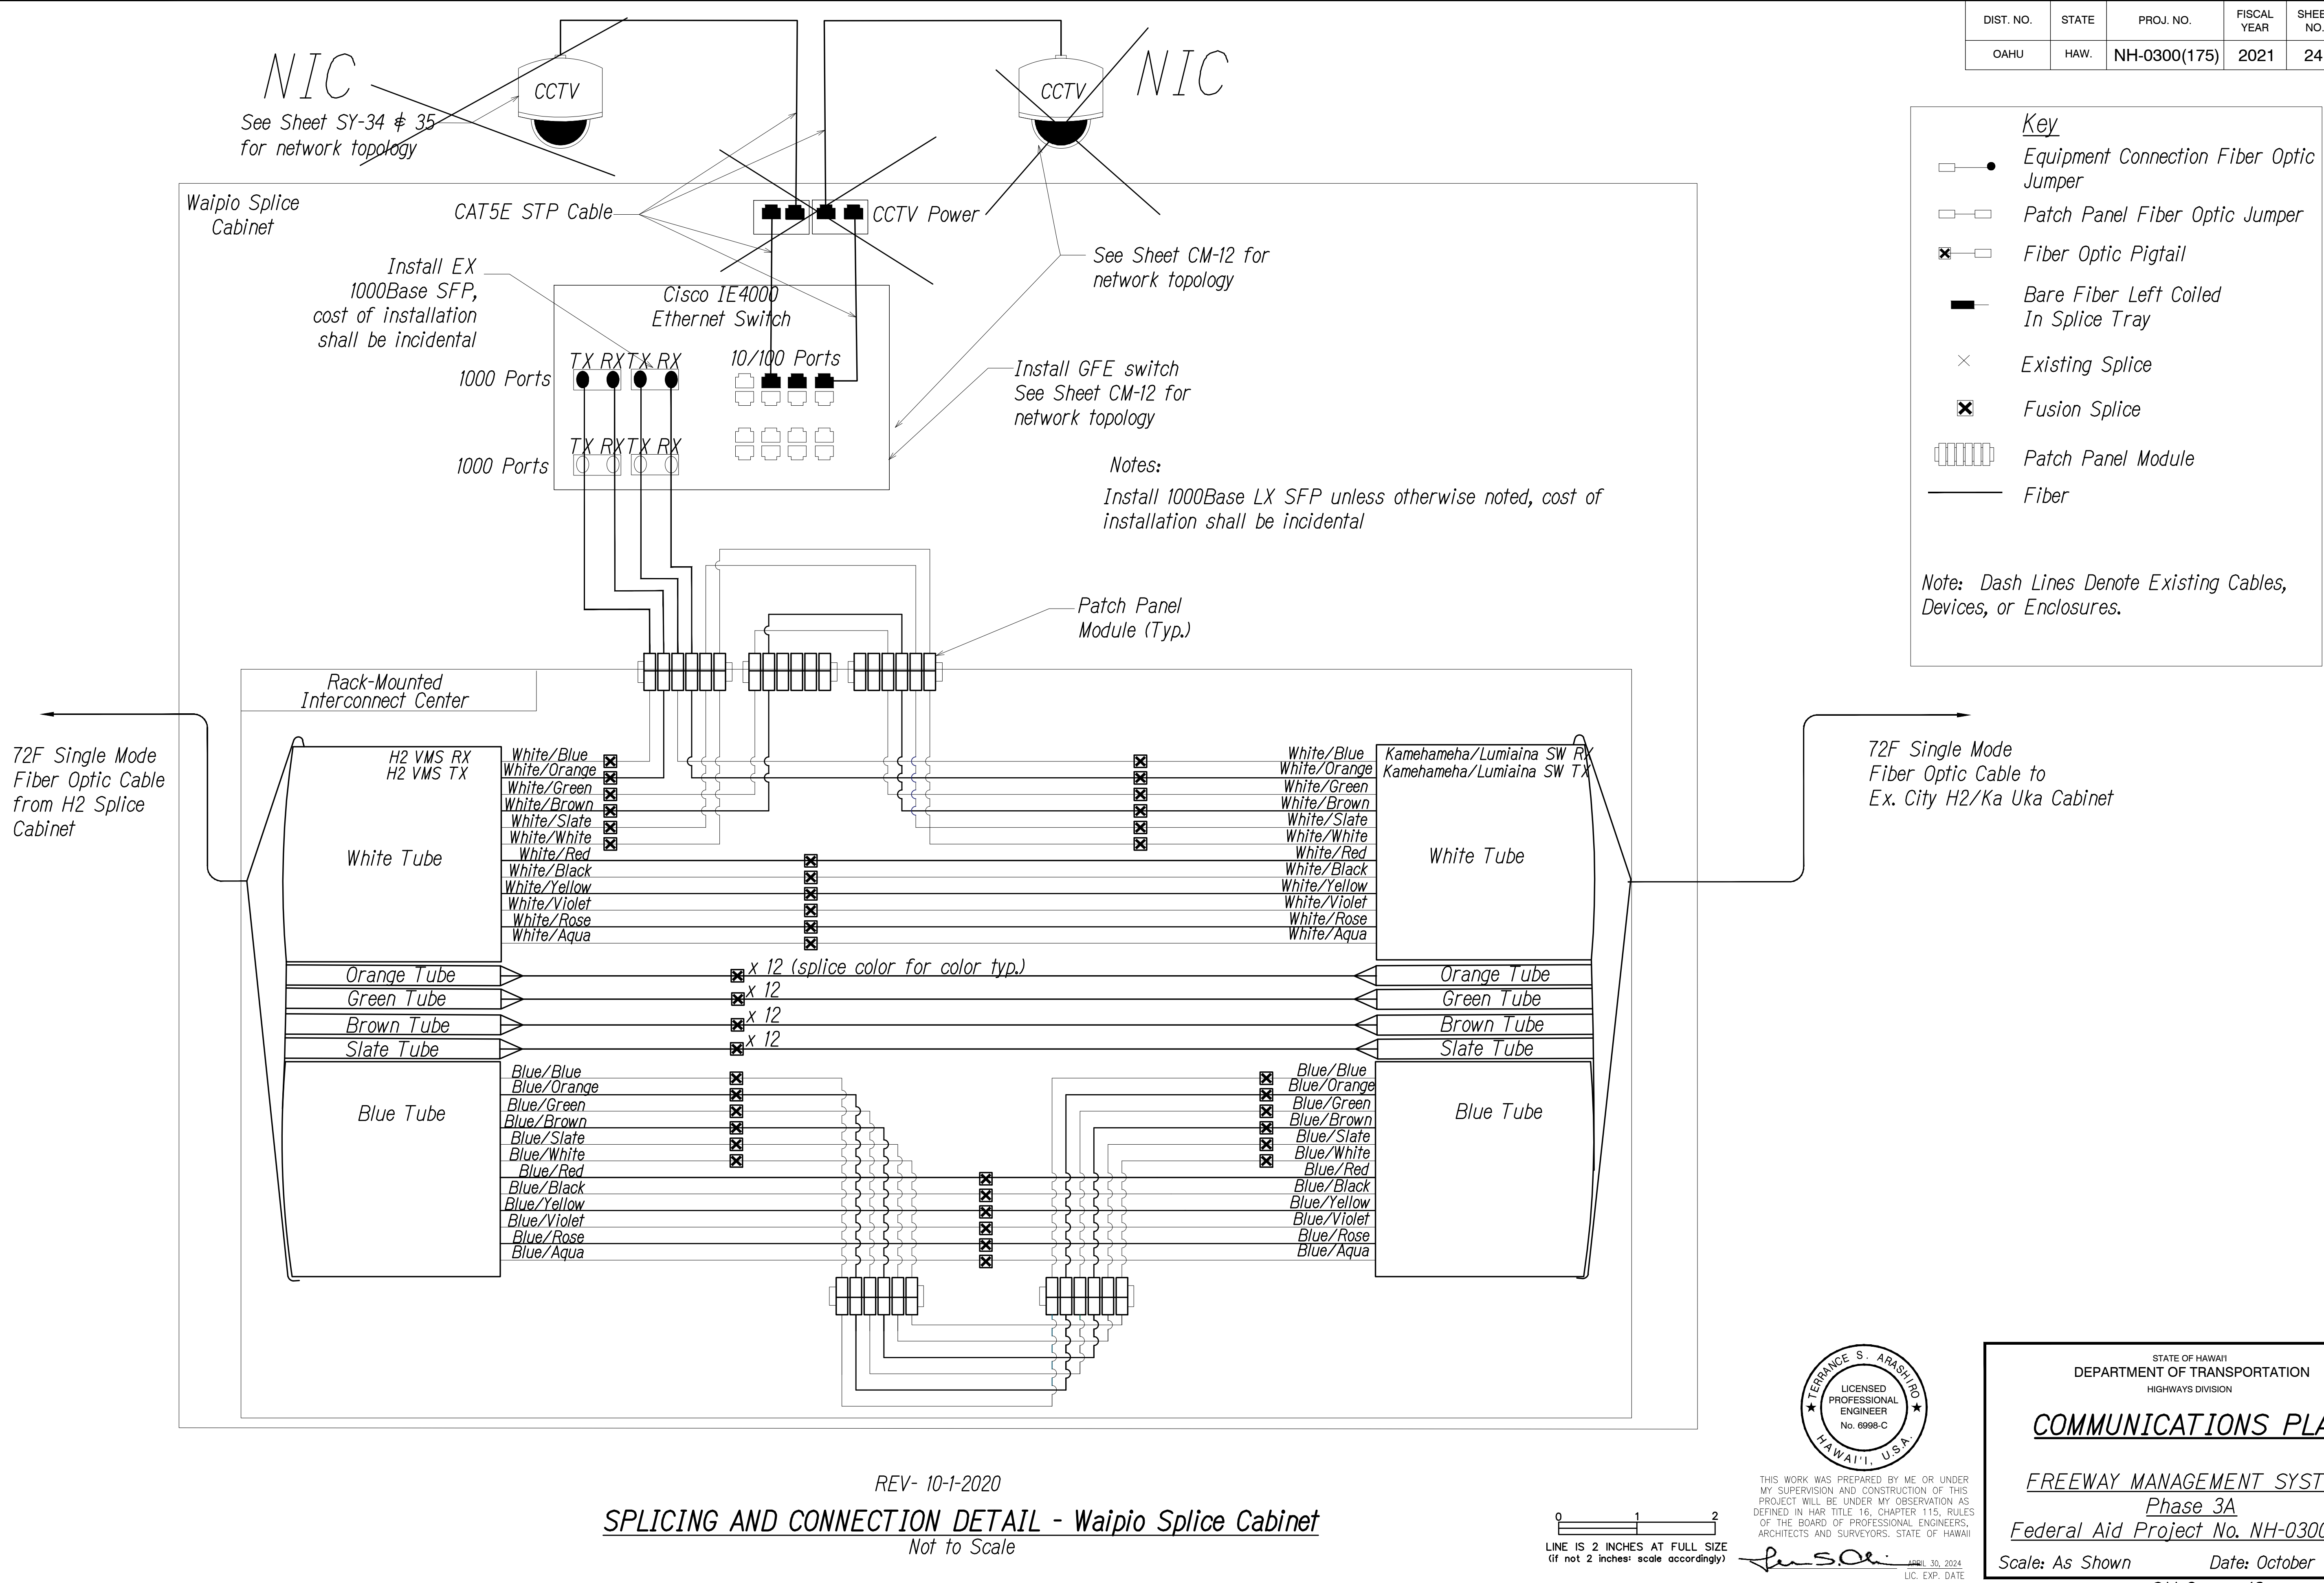 DIST. NO.
STATE
PROJ. NO.
FISCAL
YEAR
NO.
OAHU
HAW.
NH-0300(175)
2021
24
NIC
CCTV
See Sheet SY-34 & 35
for network topology
CCTV
NIC
Waipio Splice
Cabinet
CAT5E STP Cable
CCTV Power
See Sheet CM-12 for
network topology
Install EX
1000Base SFP,
cost of installation
shall be incidental
Cisco IE4000
Ethernet Switch
TX RX TX RX
10/100 Ports
1000 Ports
TX RX TX RX
1000 Ports
Install GFE switch
See Sheet CM-12 for
network topology
Notes:
Install 1000Base LX SFP unless otherwise noted, cost of
installation shall be incidental
Key
Equipment Connection Fiber Optic
Jumper
Patch Panel Fiber Optic Jumper
Fiber Optic Pigtail
Bare Fiber Left Coiled
In Splice Tray
Existing Splice
Fusion Splice
Patch Panel Module
Fiber
Note: Dash Lines Denote Existing Cables,
Devices, or Enclosures.
Patch Panel
Module (Typ.)
Rack-Mounted
Interconnect Center
72F Single Mode
Fiber Optic Cable
from H2 Splice
Cabinet
H2 VMS RX
H2 VMS TX
White Tube
White/Blue
White/Orange
White/Green
White/Brown
White/Slate
White/White
White/Red
White/Black
White/Yellow
White/Violet
White/Rose
White/Aqua
White/Blue
White/Orange
White/Green
White/Brown
White/Slate
White/White
White/Red
White/Black
White/Yellow
White/Violet
White/Rose
White/Aqua
Kamehameha/Lumiaina SW RX
Kamehameha/Lumiaina SW TX
White Tube
72F Single Mode
Fiber Optic Cable to
Ex. City H2/Ka Uka Cabinet
Orange Tube
x 12 (splice color for color typ.)
Orange Tube
Green Tube
x 12
Green Tube
Brown Tube
x 12
Brown Tube
Slate Tube
x 12
Slate Tube
Blue Tube
Blue/Blue
Blue/Orange
Blue/Green
Blue/Brown
Blue/Slate
Blue/White
Blue/Red
Blue/Black
Blue/Yellow
Blue/Violet
Blue/Rose
Blue/Aqua
Blue/Blue
Blue/Orange
Blue/Green
Blue/Brown
Blue/Slate
Blue/White
Blue/Red
Blue/Black
Blue/Yellow
Blue/Violet
Blue/Rose
Blue/Aqua
Blue Tube
REV- 10-1-2020
SPLICING AND CONNECTION DETAIL - Waipio Splice Cabinet
Not to Scale
0 1 2
LINE IS 2 INCHES AT FULL SIZE
(if not 2 inches: scale accordingly)
TERRANCE S. ARASHIRO
LICENSED
PROFESSIONAL
ENGINEER
No. 6998-C
HAWAI'I, U.S.A.
THIS WORK WAS PREPARED BY ME OR UNDER
MY SUPERVISION AND CONSTRUCTION OF THIS
PROJECT WILL BE UNDER MY OBSERVATION AS
DEFINED IN HAR TITLE 16, CHAPTER 115, RULES
OF THE BOARD OF PROFESSIONAL ENGINEERS,
ARCHITECTS AND SURVEYORS. STATE OF HAWAII
APRIL 30, 2024
LIC. EXP. DATE
STATE OF HAWAI'I
DEPARTMENT OF TRANSPORTATION
HIGHWAYS DIVISION
COMMUNICATIONS
FREEWAY MANAGEMENT
Phase 3A
Federal Aid Project No. NH-0300
Scale: As Shown
Date: October